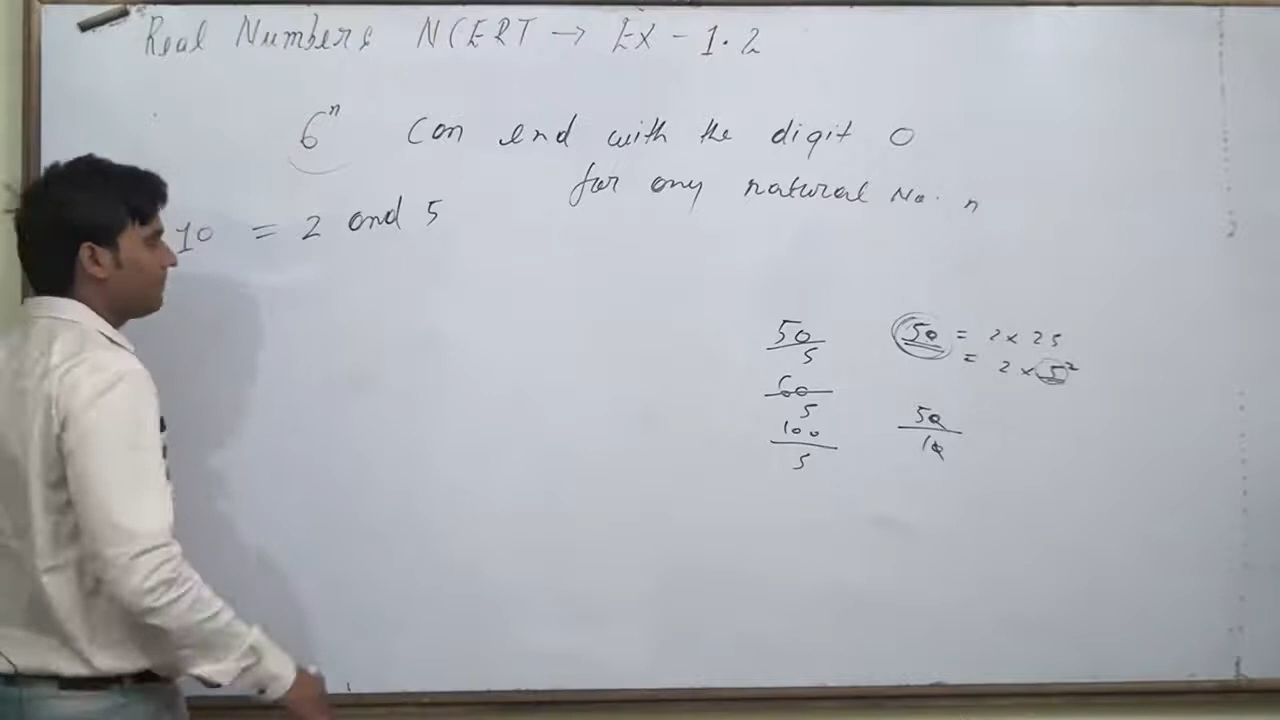 Real Numbers NCERT → EX - 1.2
6ⁿ Can end with the digit 0
for any natural No. n
10 = 2 and 5
50/5
60/5
100/5
50 = 2 x 25
= 2 x 5²
50/10